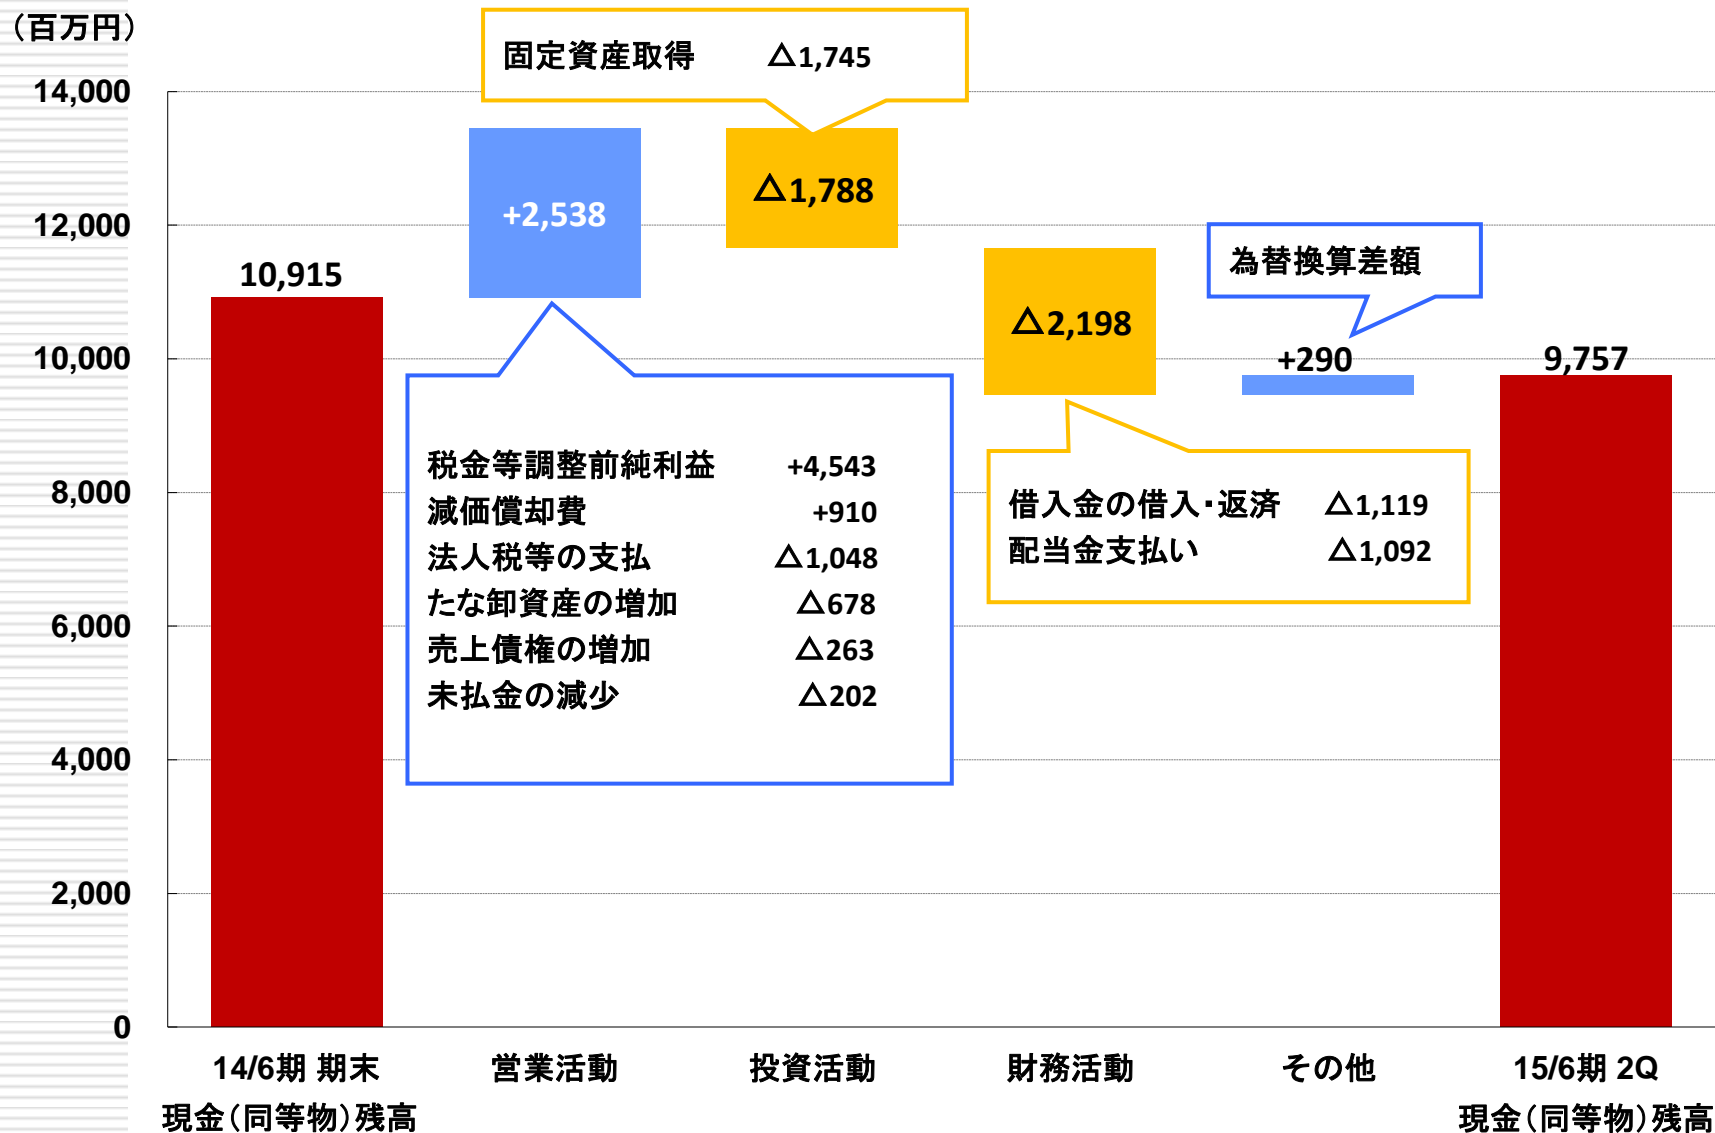 （百万円）
固定資産取得 △1,745
14,000
12,000
10,000
8,000
6,000
4,000
2,000
0
10,915
+2,538
△1,788
△2,198
為替換算差額
+290
9,757
税金等調整前純利益 +4,543
減価償却費 +910
法人税等の支払 △1,048
たな卸資産の増加 △678
売上債権の増加 △263
未払金の減少 △202
借入金の借入・返済 △1,119
配当金支払い △1,092
14/6期 期末
現金（同等物）残高
営業活動
投資活動
財務活動
その他
15/6期 2Q
現金（同等物）残高